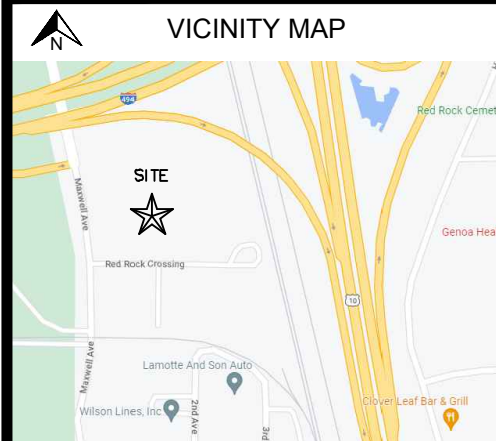 N
VICINITY MAP
494
Red Rock Cemet
SITE
Maxwell Ave
Genoa Hea
Red Rock Crossing
10
Maxwell Ave
Lamotte And Son Auto
Wilson Lines, Inc
2nd Ave
3rd
Clover Leaf Bar & Grill